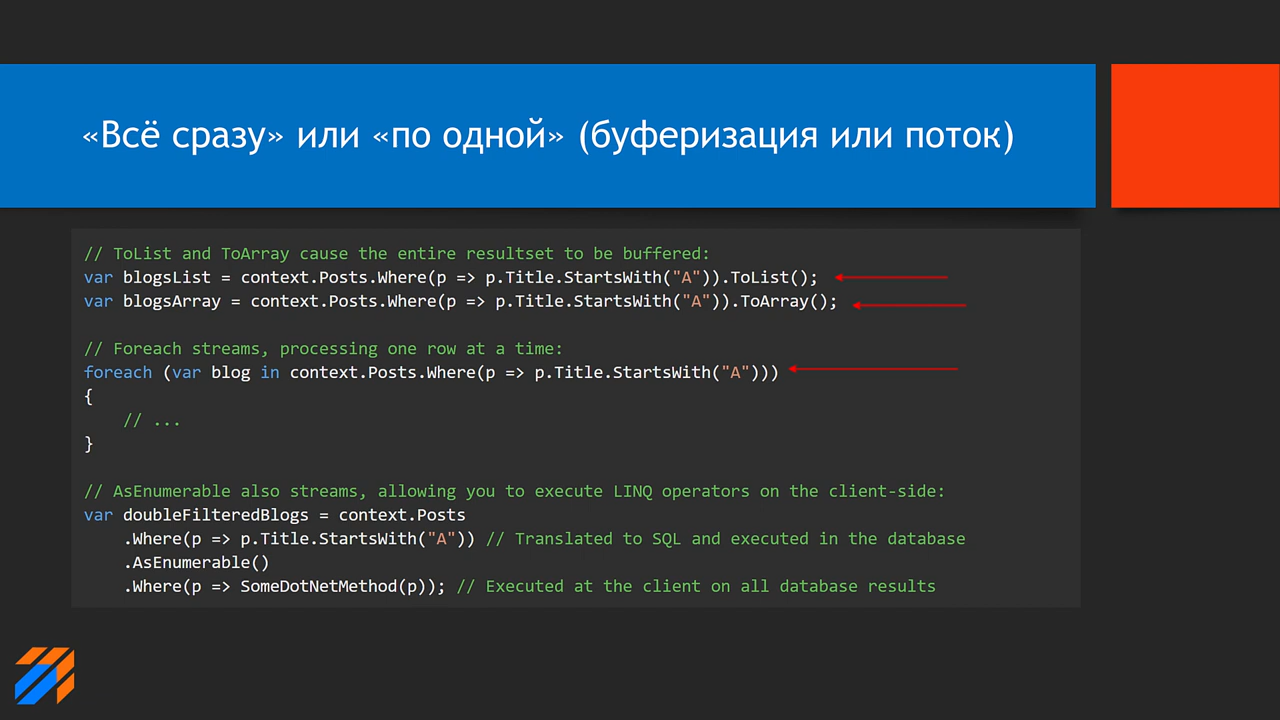 «Всё сразу» или «по одной» (буферизация или поток)
// ToList and ToArray cause the entire resultset to be buffered:
var blogsList = context.Posts.Where(p => p.Title.StartsWith("A")).ToList();
var blogsArray = context.Posts.Where(p => p.Title.StartsWith("A")).ToArray();
// Foreach streams, processing one row at a time:
foreach (var blog in context.Posts.Where(p => p.Title.StartsWith("A")))
{
// ...
}
// AsEnumerable also streams, allowing you to execute LINQ operators on the client-side:
var doubleFilteredBlogs = context.Posts
.Where(p => p.Title.StartsWith("A")) // Translated to SQL and executed in the database
.AsEnumerable()
.Where(p => SomeDotNetMethod(p)); // Executed at the client on all database results